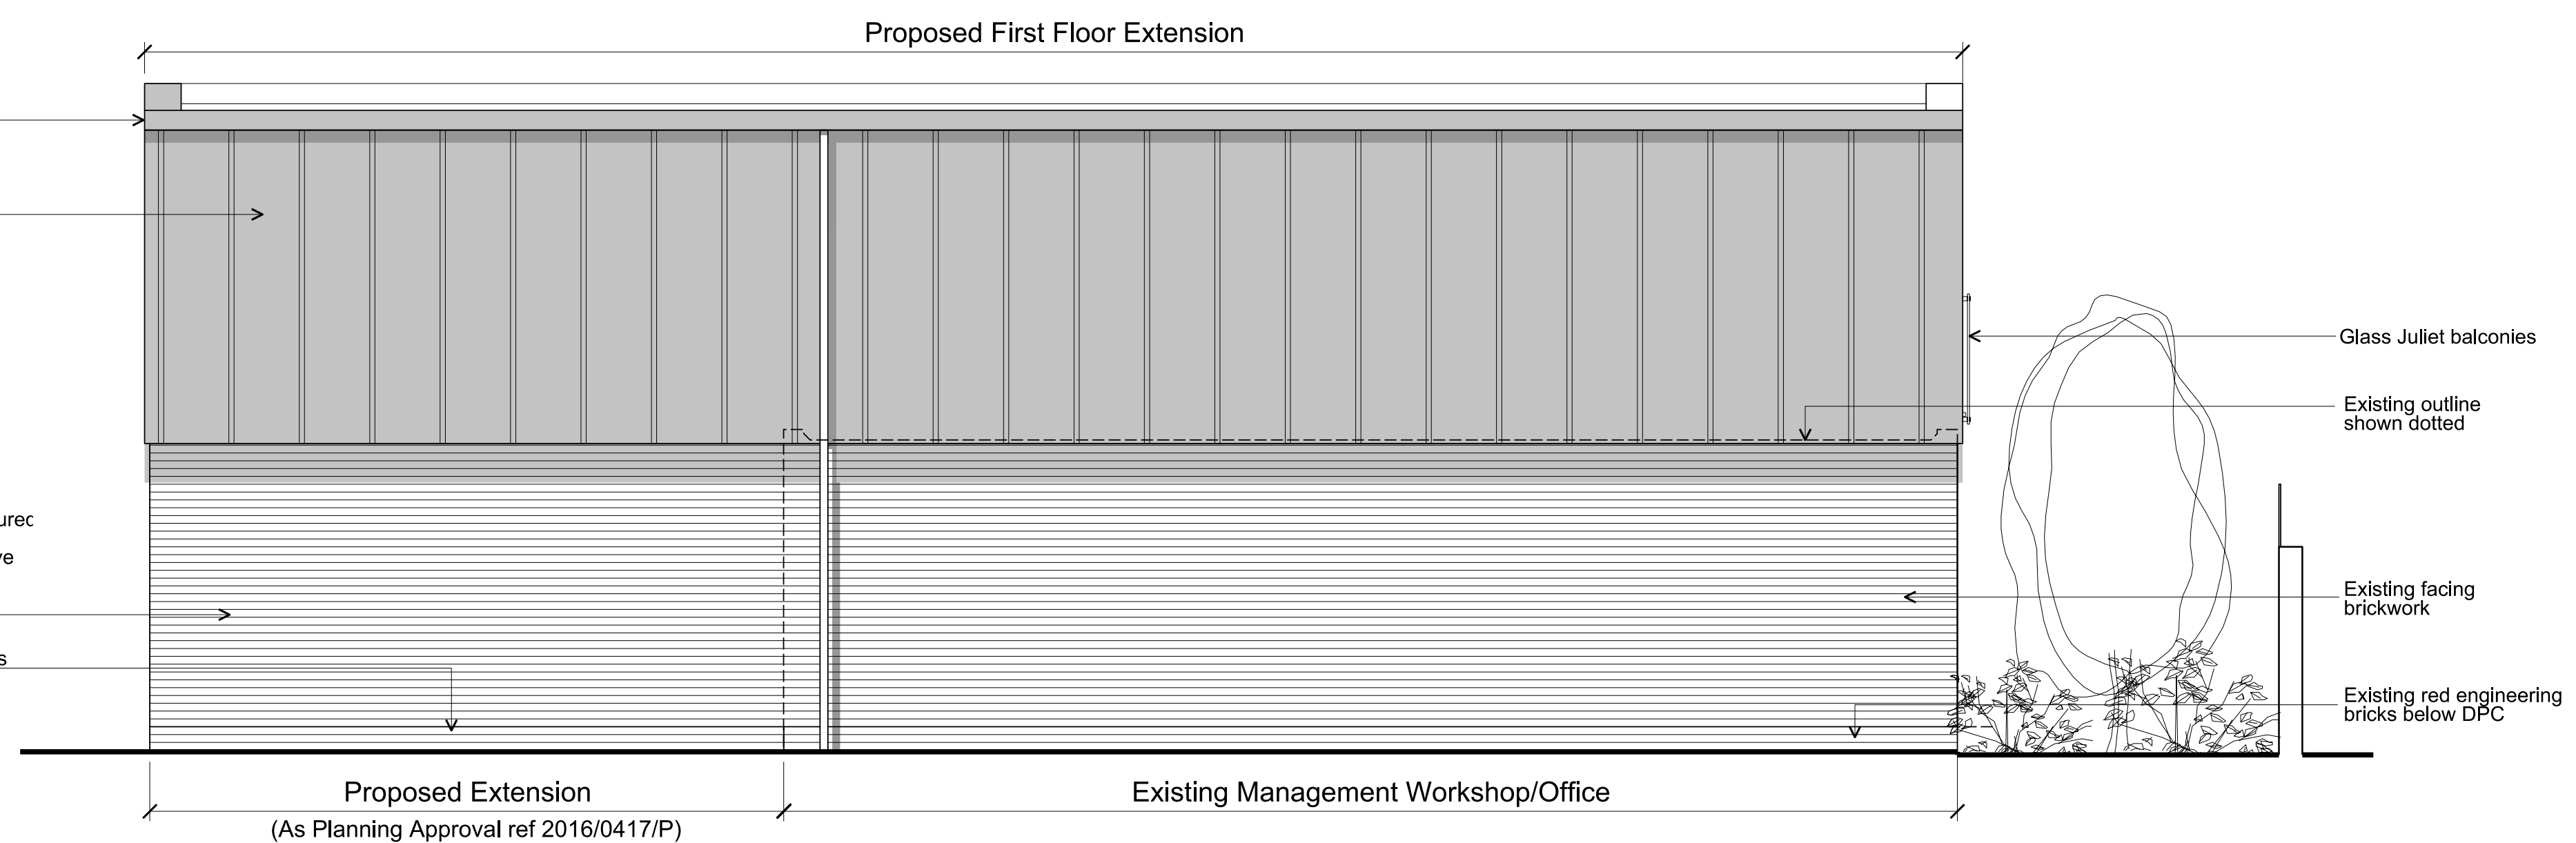 Proposed First Floor Extension
Glass Juliet balconies
Existing outline
shown dotted
Existing facing
brickwork
Existing red engineering
bricks below DPC
Proposed Extension
(As Planning Approval ref 2016/0417/P)
Existing Management Workshop/Office